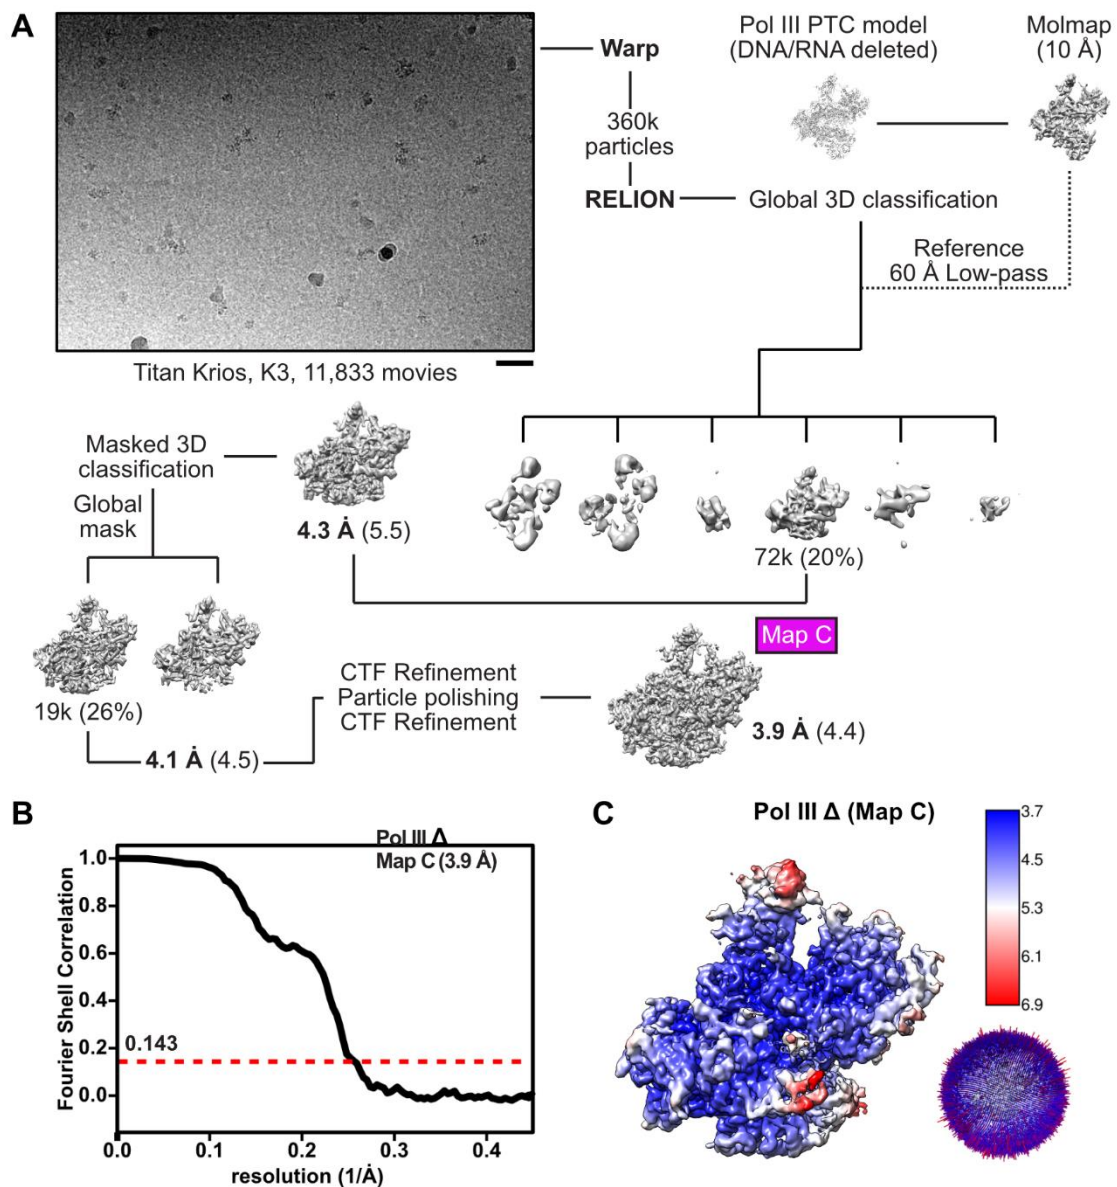 A
Warp
360k
particles
RELION
Pol III PTC model
(DNA/RNA deleted)
Molmap
(10 Å)
Global 3D classification
Reference
60 Å Low-pass
Titan Krios, K3, 11,833 movies
Masked 3D
classification
Global
mask
4.3 Å (5.5)
72k (20%)
19k (26%)
4.1 Å (4.5)
CTF Refinement
Particle polishing
CTF Refinement
Map C
3.9 Å (4.4)
B
Pol III Δ
Map C (3.9 Å)
Fourier Shell Correlation
1.0
0.8
0.6
0.4
0.2
0.0
0.143
0.0 0.1 0.2 0.3 0.4
resolution (1/Å)
C
Pol III Δ (Map C)
3.7
4.5
5.3
6.1
6.9